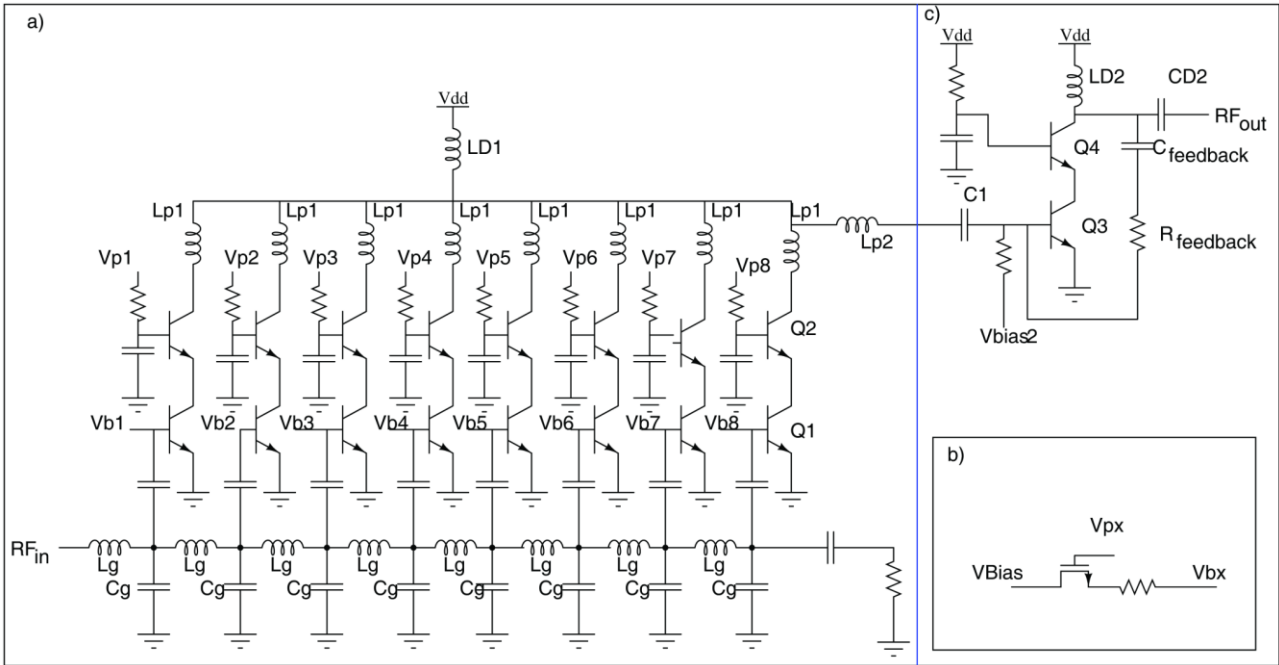 a)
Vdd
LD1
Lp1 Lp1 Lp1 Lp1 Lp1 Lp1 Lp1 Lp1
Lp2
Vp1 Vp2 Vp3 Vp4 Vp5 Vp6 Vp7 Vp8
Q2
Vb1 Vb2 Vb3 Vb4 Vb5 Vb6 Vb7 Vb8 Q1
RFin
Lg Lg Lg Lg Lg Lg Lg Lg
Cg Cg Cg Cg Cg Cg Cg Cg
c)
Vdd Vdd
LD2 CD2
RFout
Q4 Cfeedback
C1
Q3 Rfeedback
Vbias2
b)
Vpx
VBias Vbx